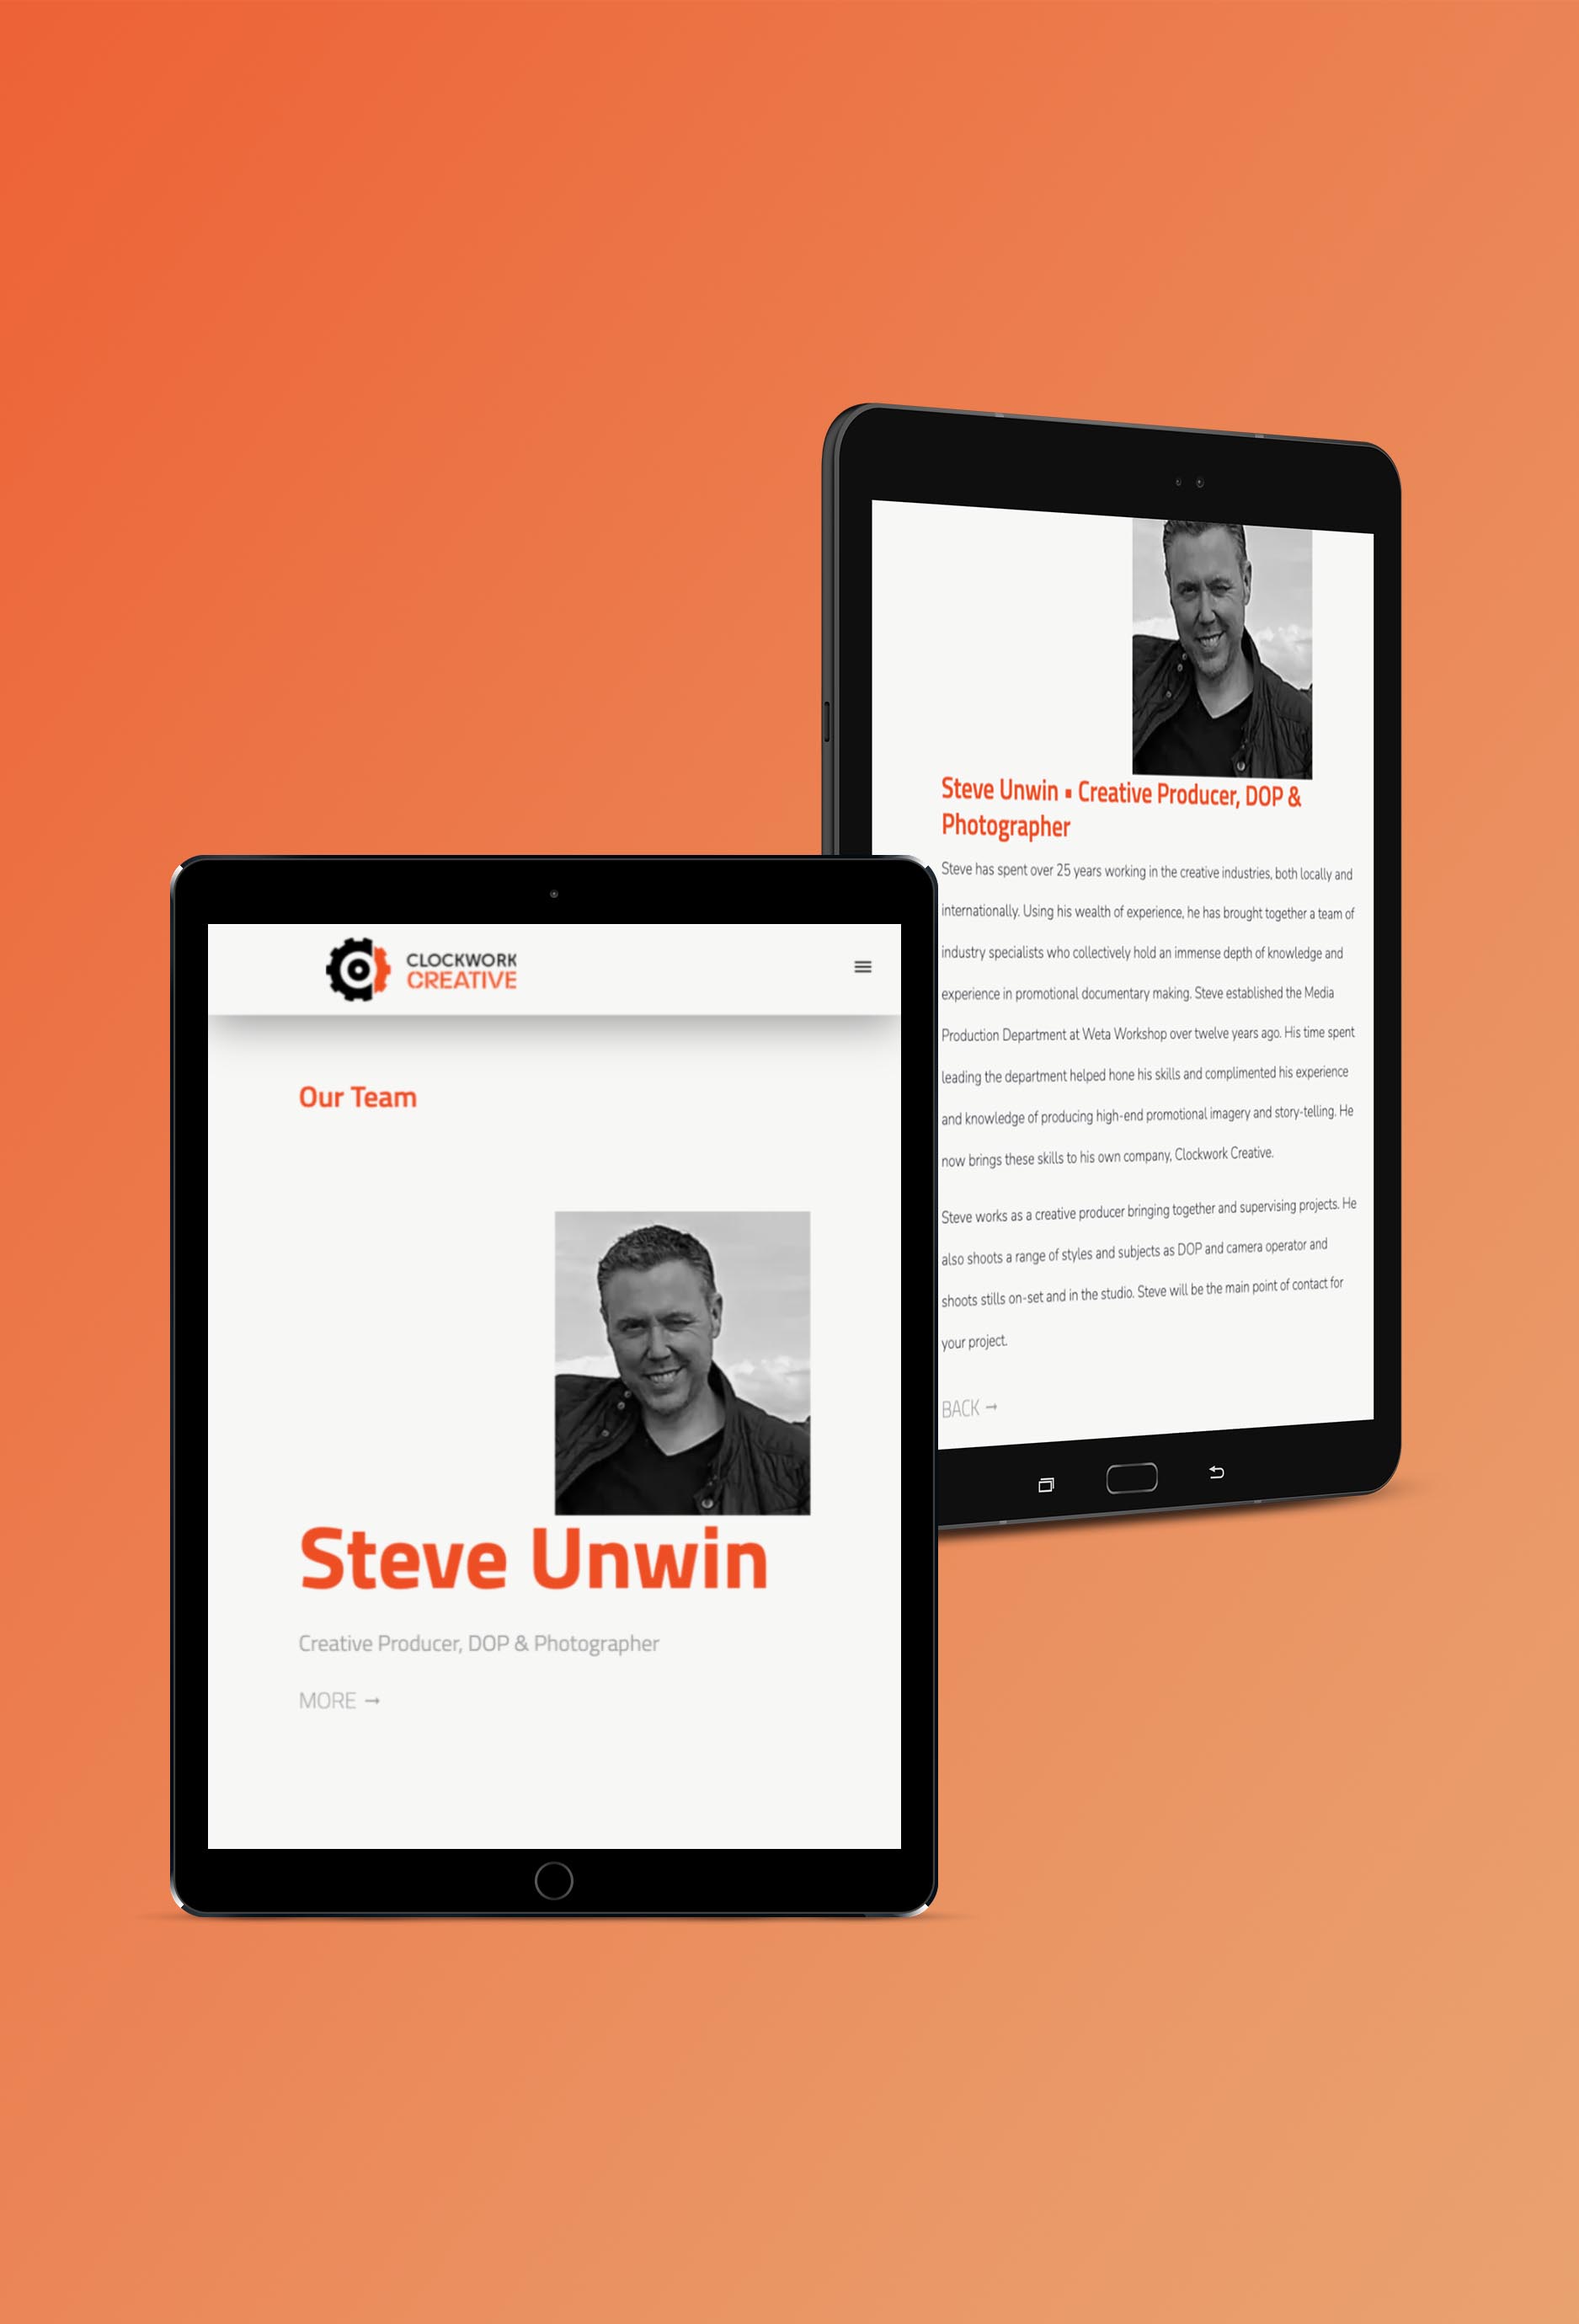 CLOCKWORK
CREATIVE
Our Team
Steve Unwin
Creative Producer, DOP & Photographer
MORE →
Steve Unwin ▪ Creative Producer, DOP &
Photographer
Steve has spent over 25 years working in the creative industries, both locally and
internationally. Using his wealth of experience, he has brought together a team of
industry specialists who collectively hold an immense depth of knowledge and
experience in promotional documentary making. Steve established the Media
Production Department at Weta Workshop over twelve years ago. His time spent
leading the department helped hone his skills and complimented his experience
and knowledge of producing high-end promotional imagery and story-telling. He
now brings these skills to his own company, Clockwork Creative.
Steve works as a creative producer bringing together and supervising projects. He
also shoots a range of styles and subjects as DOP and camera operator and
shoots stills on-set and in the studio. Steve will be the main point of contact for
your project.
BACK →